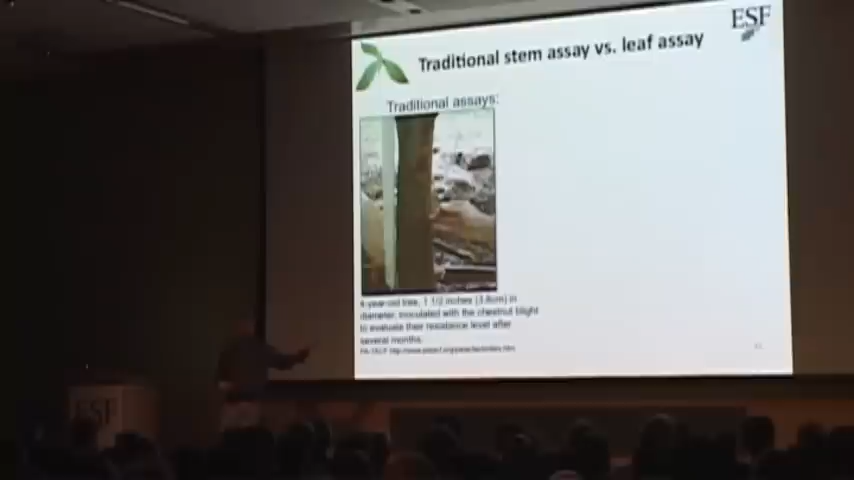 ESF
Traditional stem assay vs. leaf assay
Traditional assays:
4-year-old tree, 1 1/2 inches (3.8cm) in
diameter, inoculated with the chestnut blight
to evaluate their resistance level after
several months.
ESF